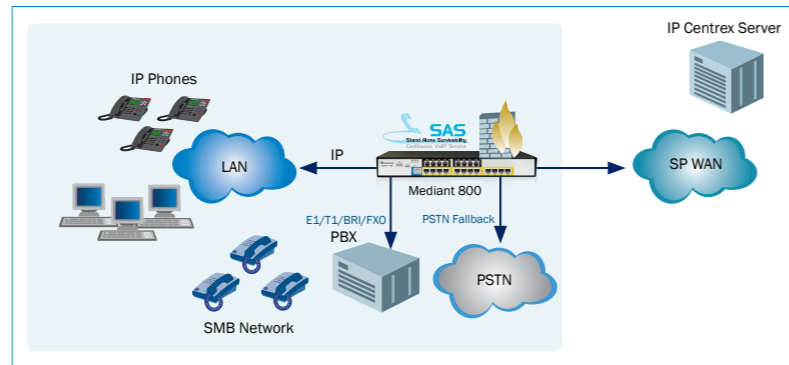 IP Centrex Server
IP Phones
SAS
Stand Alone Survivability
Continuous VoIP Service
LAN
IP
Mediant 800
SP WAN
E1/T1/BRI/FXO
PBX
PSTN Fallback
PSTN
SMB Network